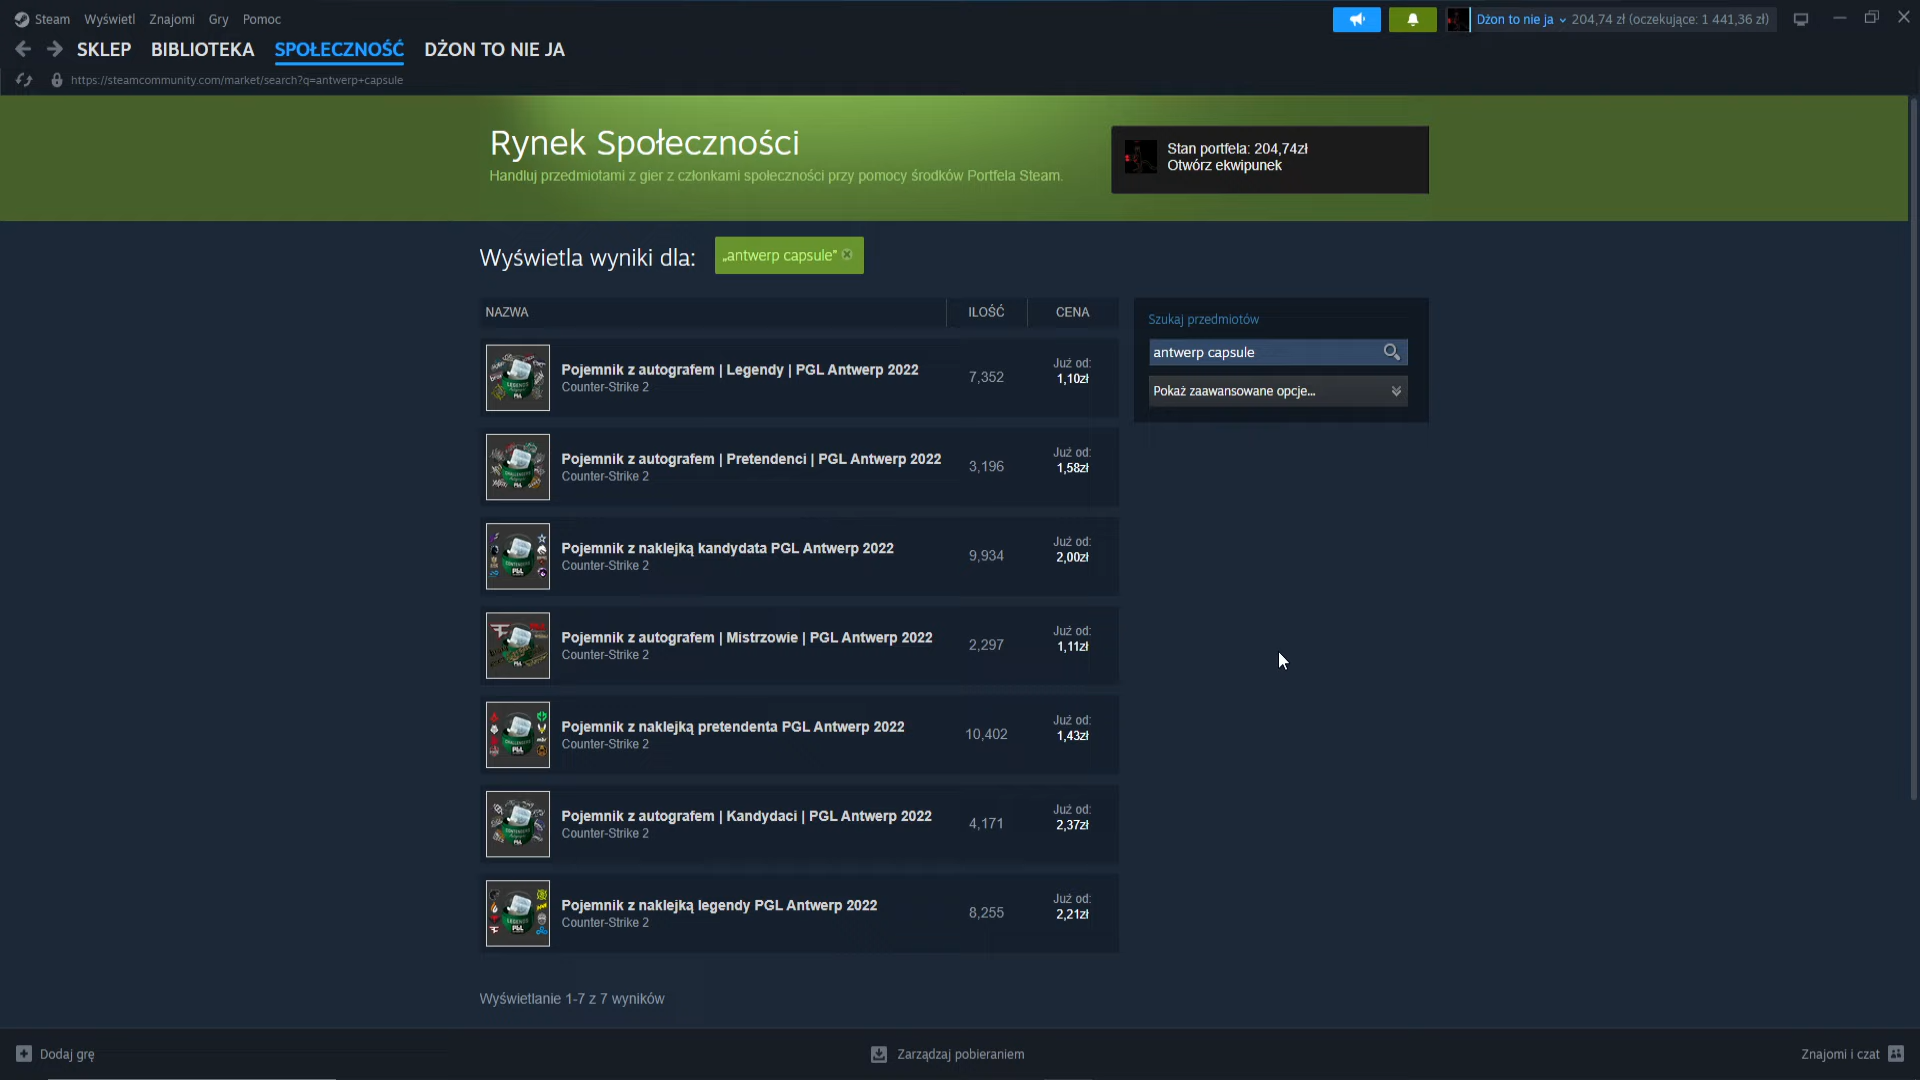 Steam Wyświetl Znajomi Gry Pomoc
Dżon to nie ja 204,74 zł (oczekujące: 1 441,36 zł)
SKLEP BIBLIOTEKA SPOŁECZNOŚĆ DŻON TO NIE JA
https://steamcommunity.com/market/search?q=antwerp+capsule
Rynek Społeczności
Handluj przedmiotami z gier z członkami społeczności przy pomocy środków Portfela Steam.
Stan portfela: 204,74zł
Otwórz ekwipunek
Wyświetla wyniki dla: „antwerp capsule”
NAZWA ILOŚĆ CENA
Szukaj przedmiotów
antwerp capsule
Pokaż zaawansowane opcje...
Pojemnik z autografem | Legendy | PGL Antwerp 2022
Counter-Strike 2
7,352
Już od:
1,10zł
Pojemnik z autografem | Pretendenci | PGL Antwerp 2022
Counter-Strike 2
3,196
Już od:
1,58zł
Pojemnik z naklejką kandydata PGL Antwerp 2022
Counter-Strike 2
9,934
Już od:
2,00zł
Pojemnik z autografem | Mistrzowie | PGL Antwerp 2022
Counter-Strike 2
2,297
Już od:
1,11zł
Pojemnik z naklejką pretendenta PGL Antwerp 2022
Counter-Strike 2
10,402
Już od:
1,43zł
Pojemnik z autografem | Kandydaci | PGL Antwerp 2022
Counter-Strike 2
4,171
Już od:
2,37zł
Pojemnik z naklejką legendy PGL Antwerp 2022
Counter-Strike 2
8,255
Już od:
2,21zł
Wyświetlanie 1-7 z 7 wyników
Dodaj grę
Zarządzaj pobieraniem
Znajomi i czat